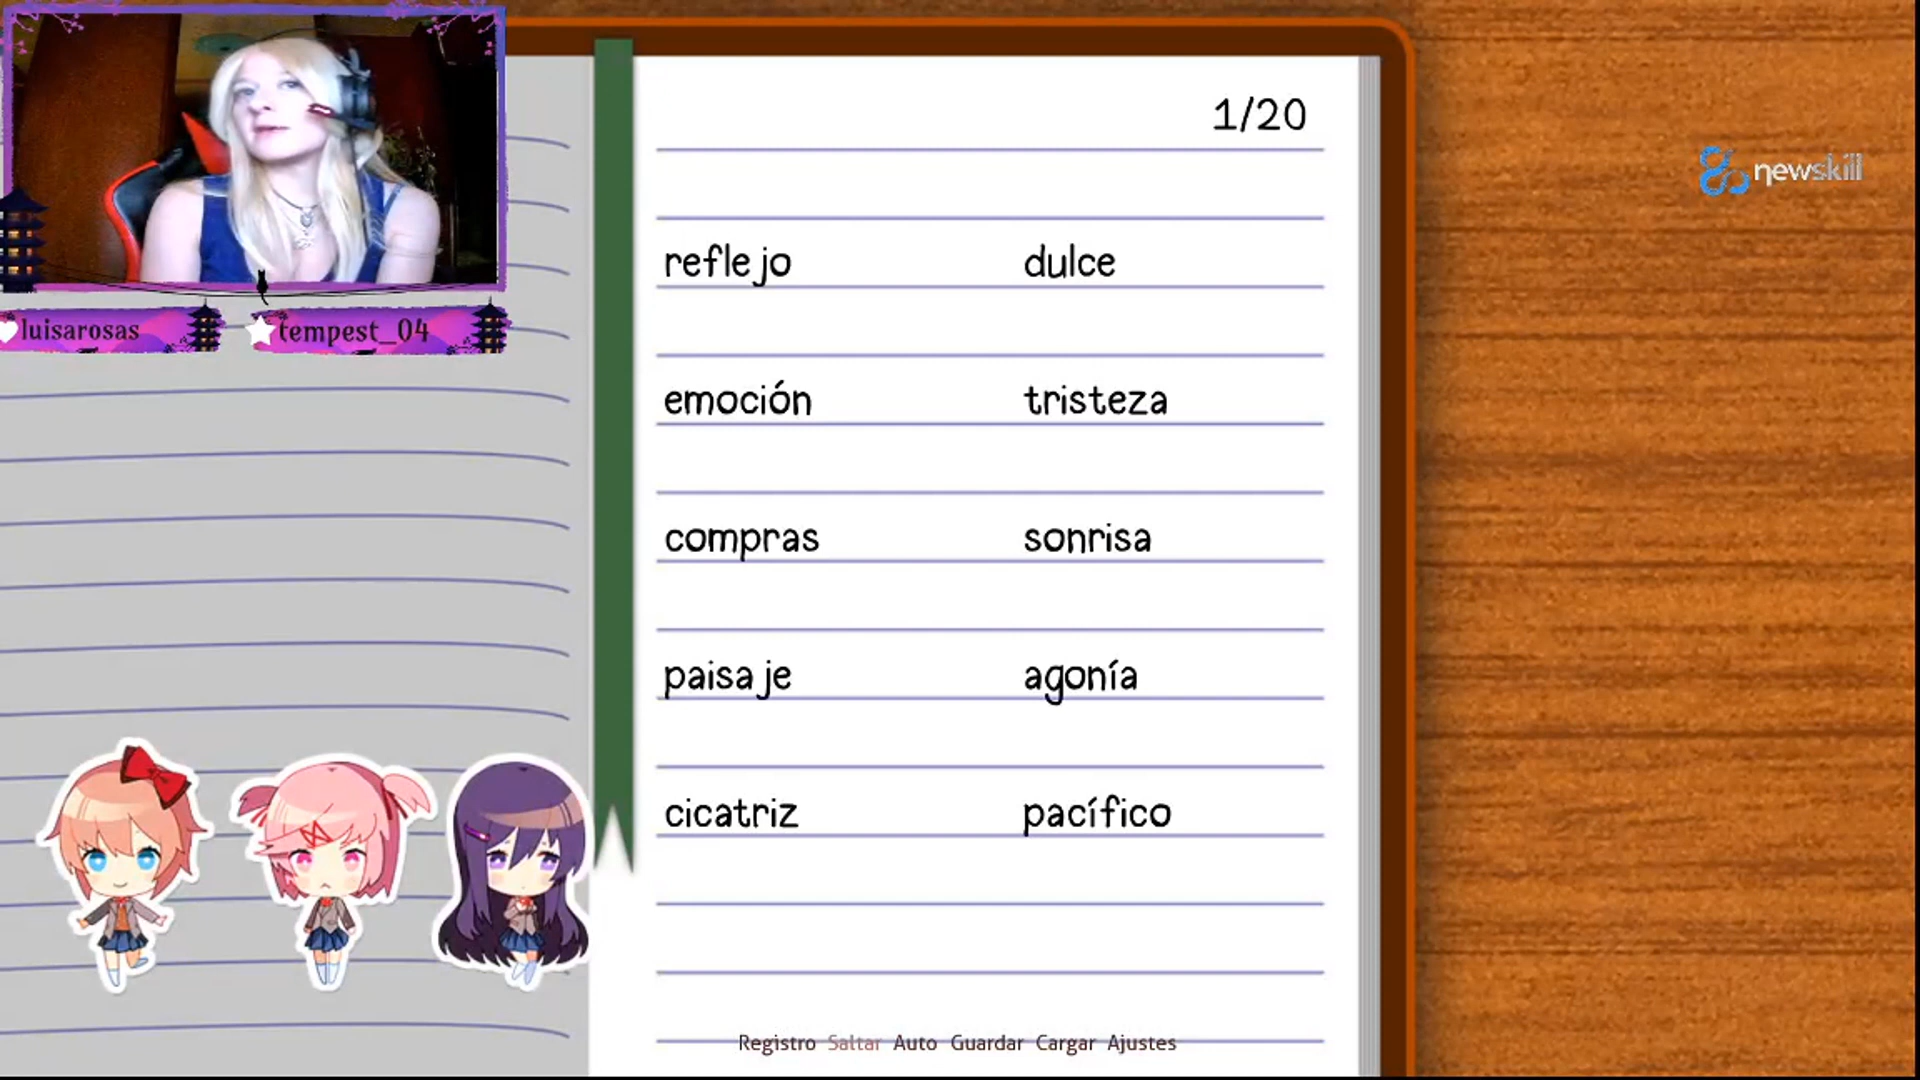 1/20
newskill
luisarosas tempest_04
reflejo dulce
emoción tristeza
compras sonrisa
paisaje agonía
cicatriz pacífico
Registro Saltar Auto Guardar Cargar Ajustes